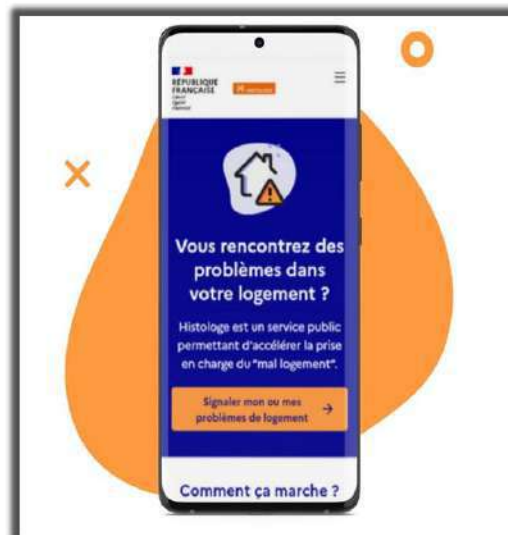 RÉPUBLIQUE
FRANÇAISE
Vous rencontrez des
problèmes dans
votre logement ?
Histologe est un service public
permettant d'accélérer la prise
en charge du "mal logement".
Signaler mon ou mes
problèmes de logement
Comment ça marche ?